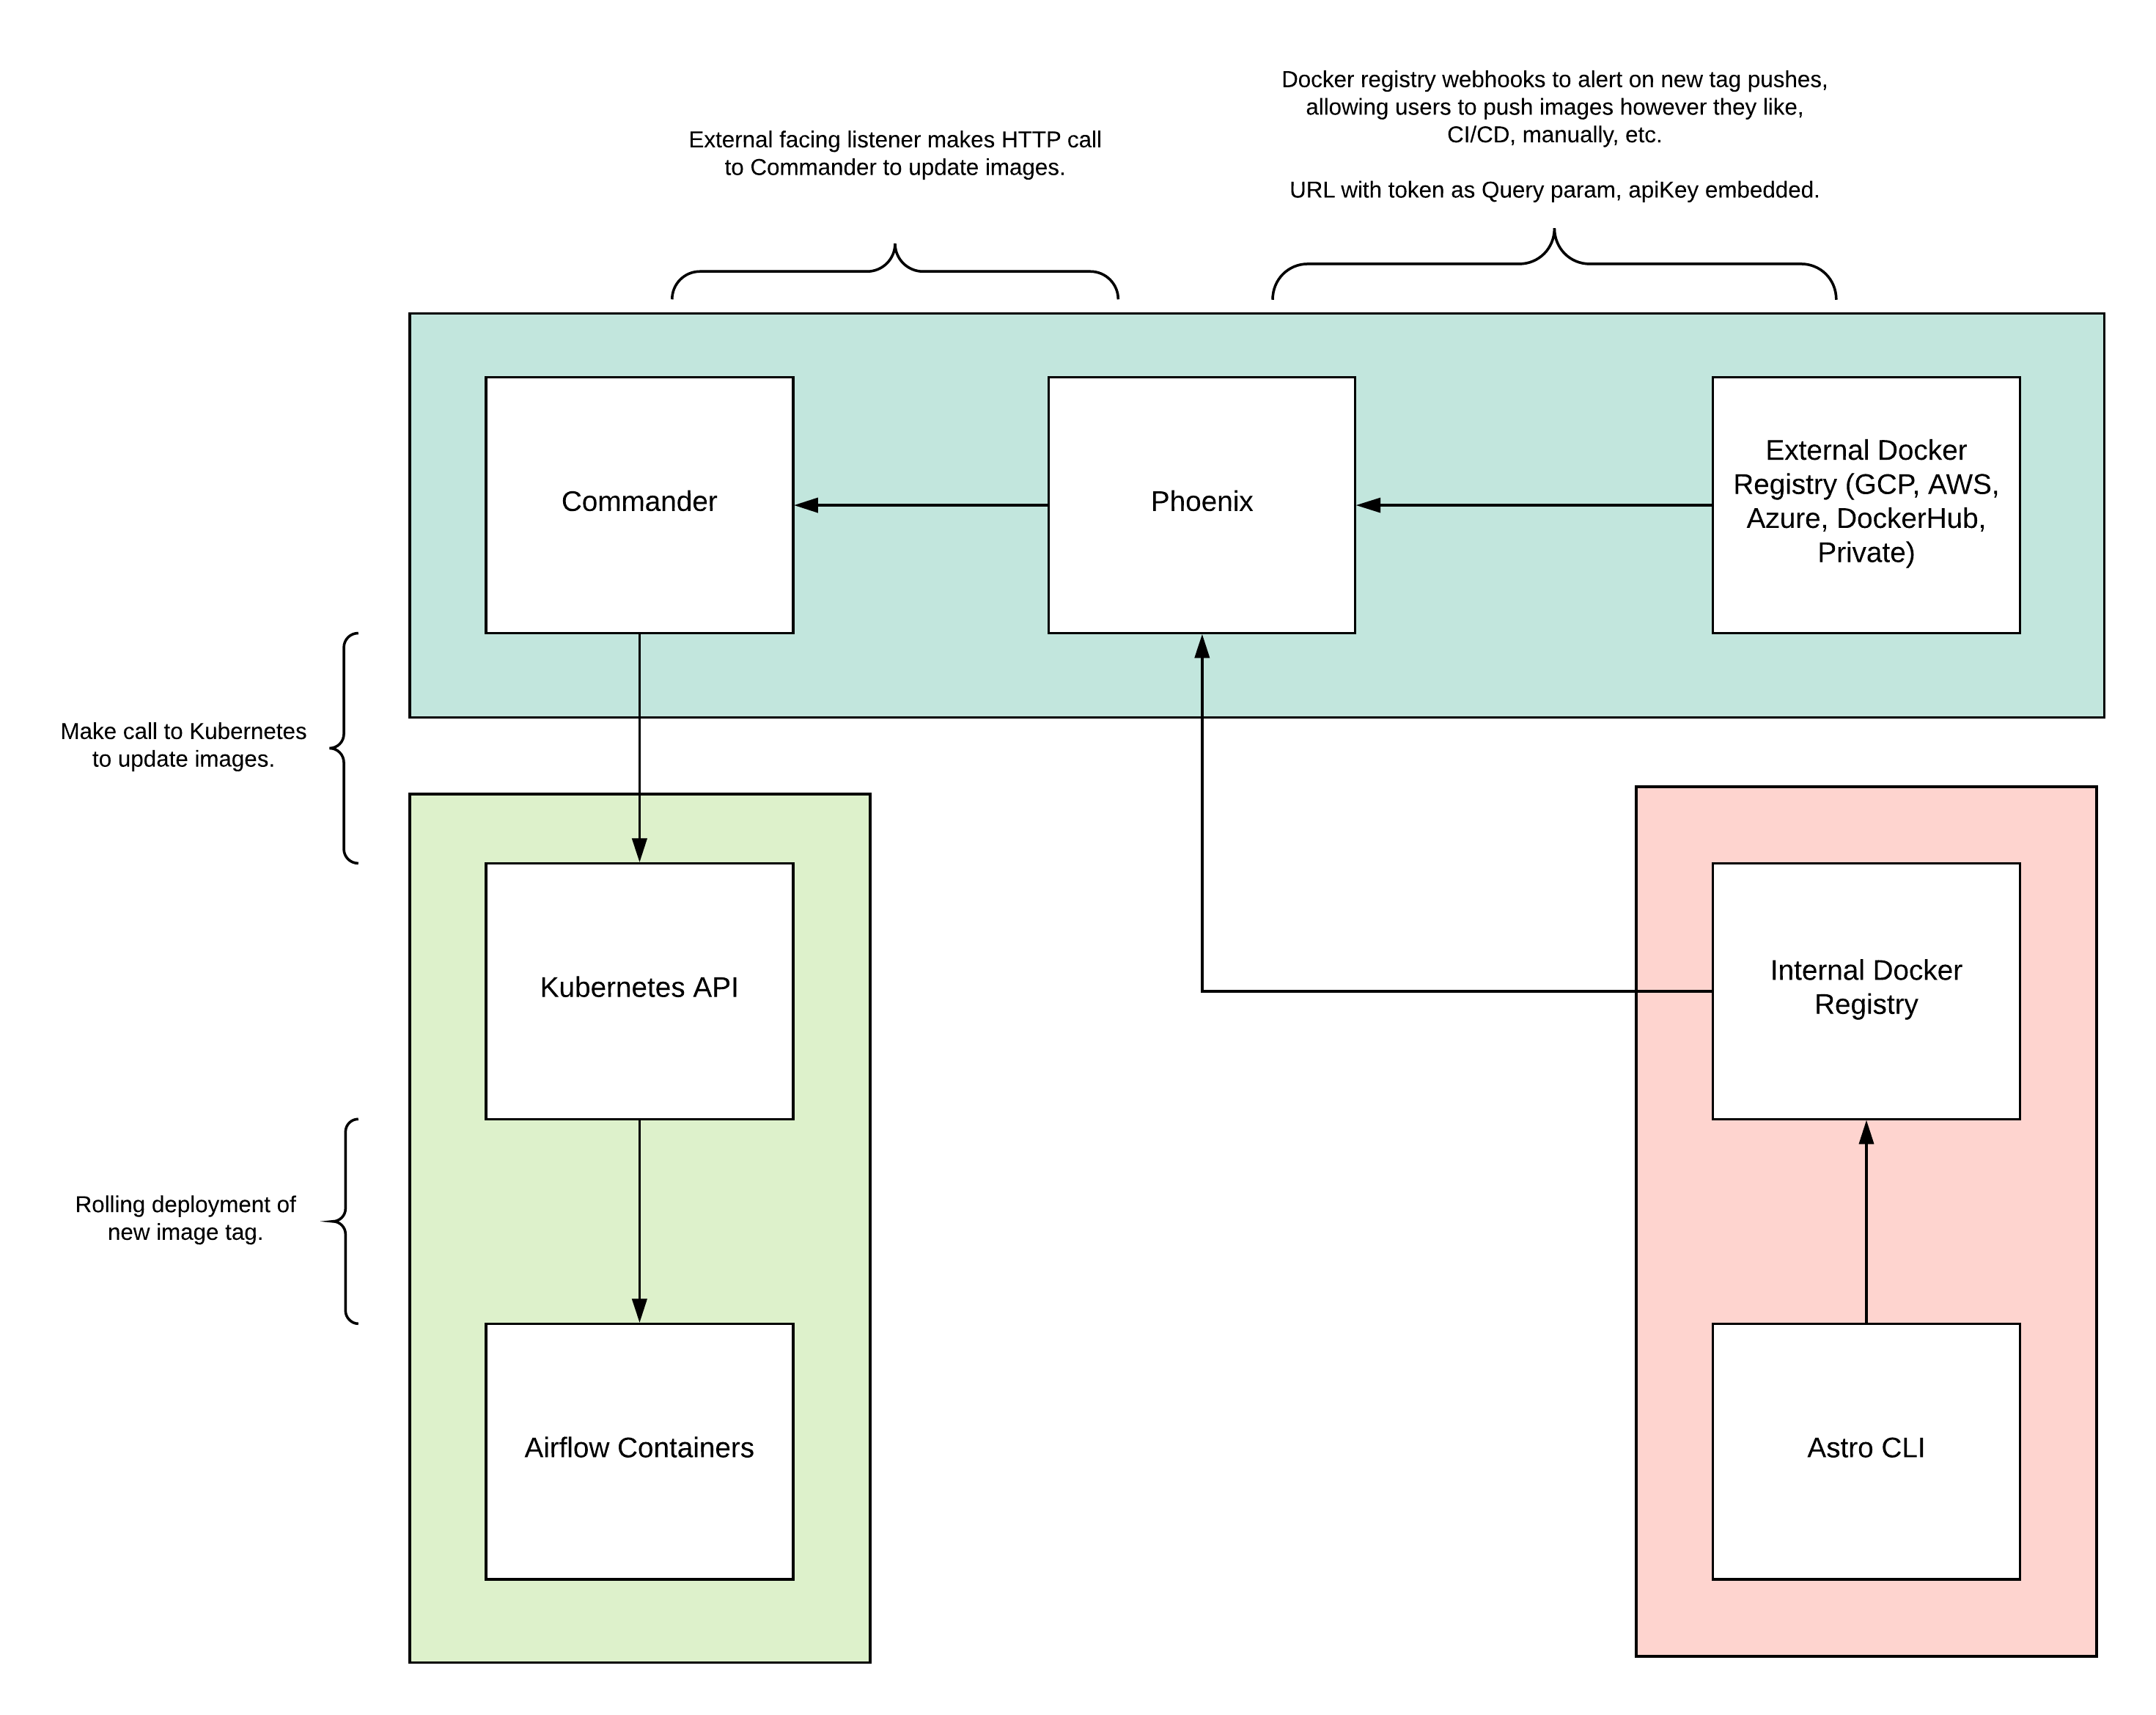 Docker registry webhooks to alert on new tag pushes,
allowing users to push images however they like,
CI/CD, manually, etc.
URL with token as Query param, apiKey embedded.
External facing listener makes HTTP call
to Commander to update images.
Commander
Phoenix
External Docker
Registry (GCP, AWS,
Azure, DockerHub,
Private)
Make call to Kubernetes
to update images.
Kubernetes API
Internal Docker
Registry
Rolling deployment of
new image tag.
Airflow Containers
Astro CLI